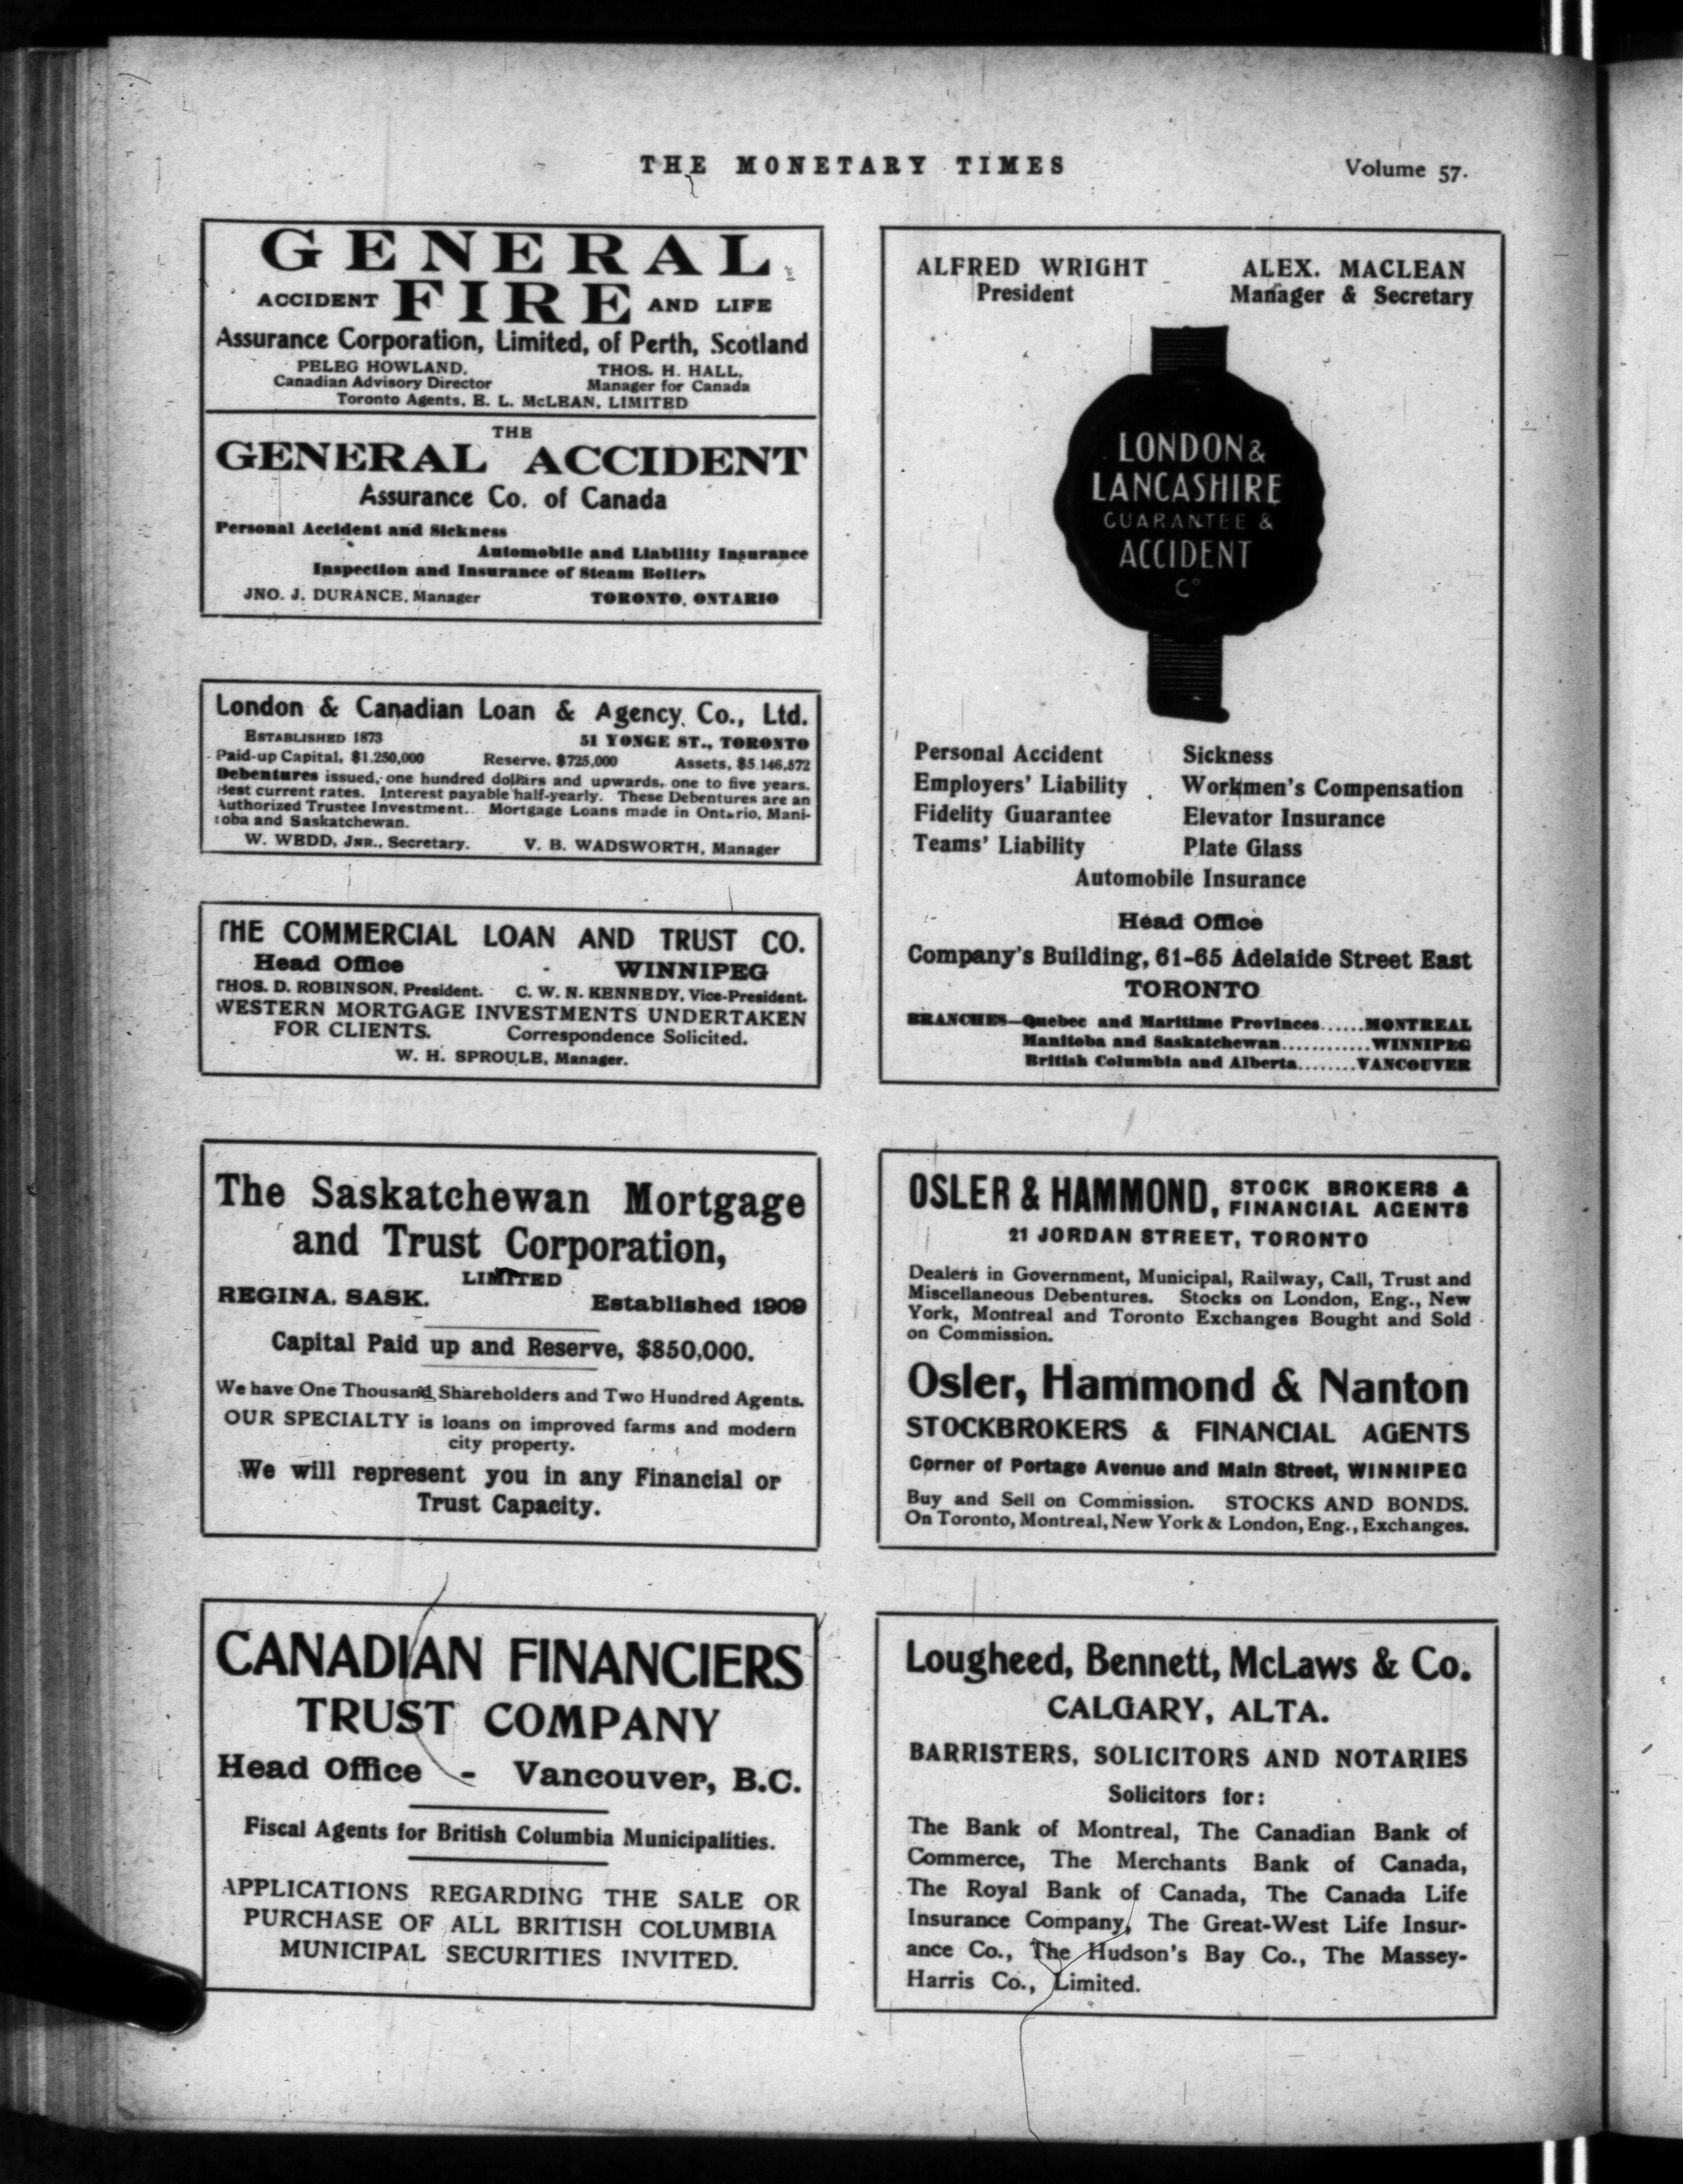 THE MONETARY TIMES
Volume 57.
GENERAL
ACCIDENT FIRE AND LIFE
Assurance Corporation, Limited, of Perth, Scotland
PELEG HOWLAND, THOS. H. HALL,
Canadian Advisory Director Manager for Canada
Toronto Agents, E. L. McLEAN, LIMITED
THE
GENERAL ACCIDENT
Assurance Co. of Canada
Personal Accident and Sickness
Automobile and Liability Insurance
Inspection and Insurance of Steam Boilers
JNO. J. DURANCE, Manager TORONTO, ONTARIO
London & Canadian Loan & Agency Co., Ltd.
ESTABLISHED 1873 51 YONGE ST., TORONTO
Paid-up Capital, $1,250,000 Reserve, $725,000 Assets, $5,146,572
Debentures issued, one hundred dollars and upwards, one to five years.
Best current rates. Interest payable half-yearly. These Debentures are an
Authorized Trustee Investment. Mortgage Loans made in Ontario, Mani-
toba and Saskatchewan.
W. WEDD, JNR., Secretary. V. B. WADSWORTH, Manager
THE COMMERCIAL LOAN AND TRUST CO.
Head Office - WINNIPEG
THOS. D. ROBINSON, President. C. W. N. KENNEDY, Vice-President.
WESTERN MORTGAGE INVESTMENTS UNDERTAKEN
FOR CLIENTS. Correspondence Solicited.
W. H. SPROULE, Manager.
The Saskatchewan Mortgage
and Trust Corporation,
LIMITED
REGINA, SASK. Established 1909
Capital Paid up and Reserve, $850,000.
We have One Thousand Shareholders and Two Hundred Agents.
OUR SPECIALTY is loans on improved farms and modern
city property.
We will represent you in any Financial or
Trust Capacity.
CANADIAN FINANCIERS
TRUST COMPANY
Head Office - Vancouver, B.C.
Fiscal Agents for British Columbia Municipalities.
APPLICATIONS REGARDING THE SALE OR
PURCHASE OF ALL BRITISH COLUMBIA
MUNICIPAL SECURITIES INVITED.
ALFRED WRIGHT ALEX. MACLEAN
President Manager & Secretary
LONDON &
LANCASHIRE
GUARANTEE &
ACCIDENT
Co
Personal Accident Sickness
Employers' Liability Workmen's Compensation
Fidelity Guarantee Elevator Insurance
Teams' Liability Plate Glass
Automobile Insurance
Head Office
Company's Building, 61-65 Adelaide Street East
TORONTO
BRANCHES—Quebec and Maritime Provinces......MONTREAL
Manitoba and Saskatchewan............WINNIPEG
British Columbia and Alberta........VANCOUVER
OSLER & HAMMOND, STOCK BROKERS &
FINANCIAL AGENTS
21 JORDAN STREET, TORONTO
Dealers in Government, Municipal, Railway, Call, Trust and
Miscellaneous Debentures. Stocks on London, Eng., New
York, Montreal and Toronto Exchanges Bought and Sold
on Commission.
Osler, Hammond & Nanton
STOCKBROKERS & FINANCIAL AGENTS
Corner of Portage Avenue and Main Street, WINNIPEG
Buy and Sell on Commission. STOCKS AND BONDS.
On Toronto, Montreal, New York & London, Eng., Exchanges.
Lougheed, Bennett, McLaws & Co.
CALGARY, ALTA.
BARRISTERS, SOLICITORS AND NOTARIES
Solicitors for:
The Bank of Montreal, The Canadian Bank of
Commerce, The Merchants Bank of Canada,
The Royal Bank of Canada, The Canada Life
Insurance Company, The Great-West Life Insur-
ance Co., The Hudson's Bay Co., The Massey-
Harris Co., Limited.